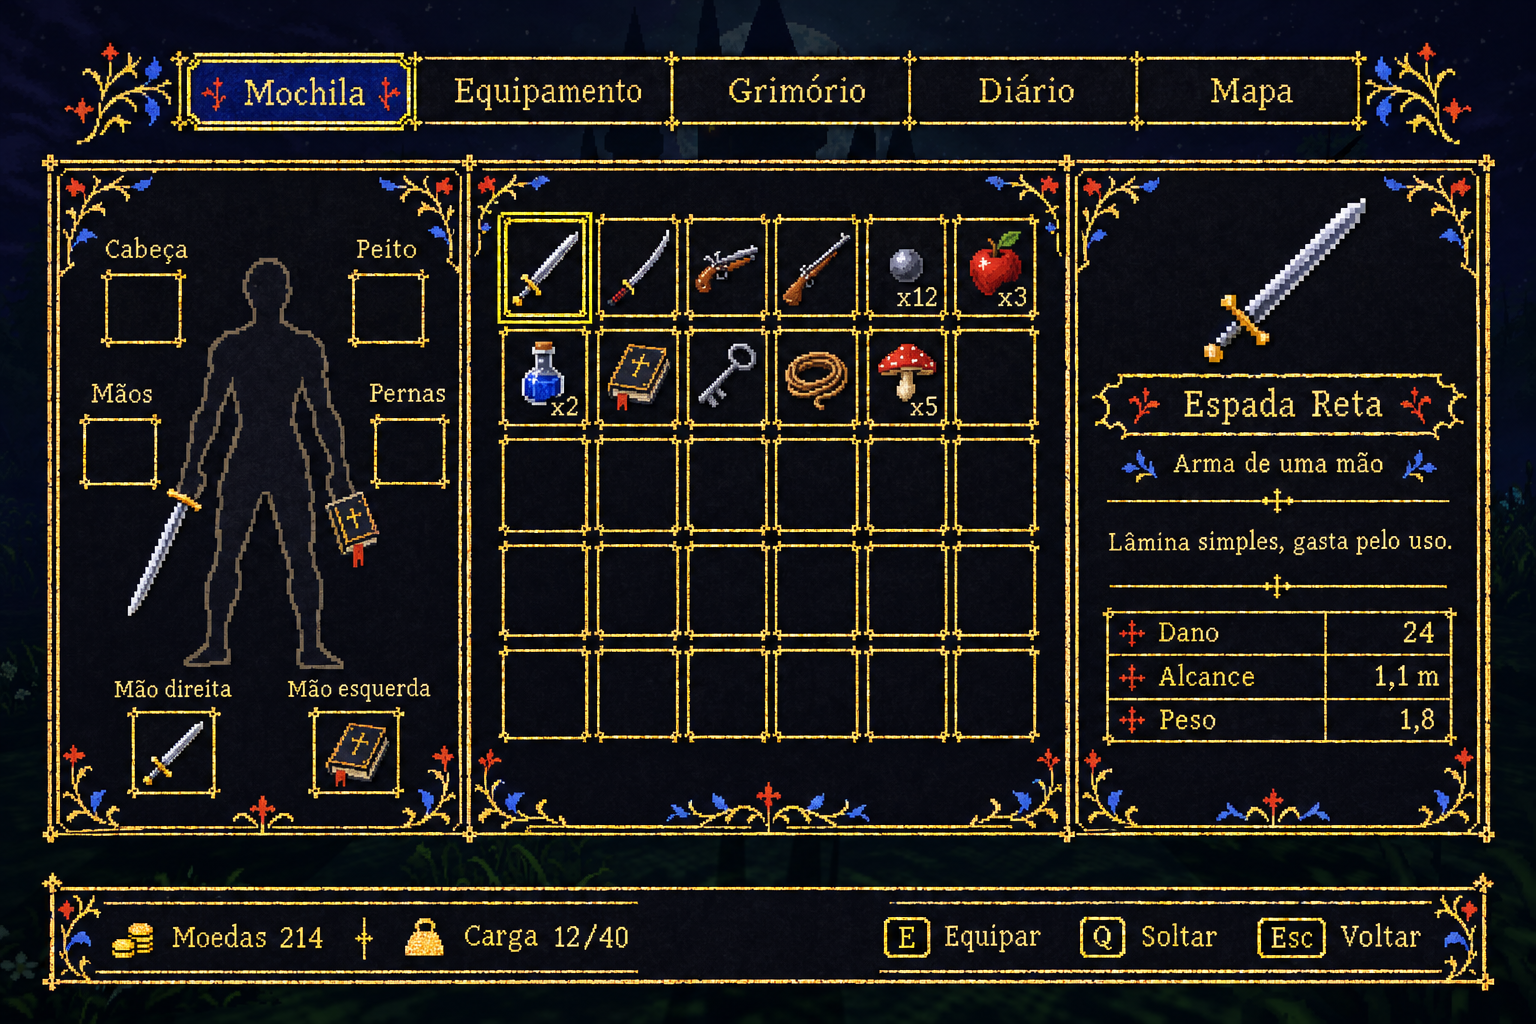 Mochila
Equipamento
Grimório
Diário
Mapa
Cabeça
Peito
Mãos
Pernas
Mão direita
Mão esquerda
x12
x3
x2
x5
Espada Reta
Arma de uma mão
Lâmina simples, gasta pelo uso.
Dano 24
Alcance 1,1 m
Peso 1,8
Moedas 214
Carga 12/40
E Equipar
Q Soltar
Esc Voltar